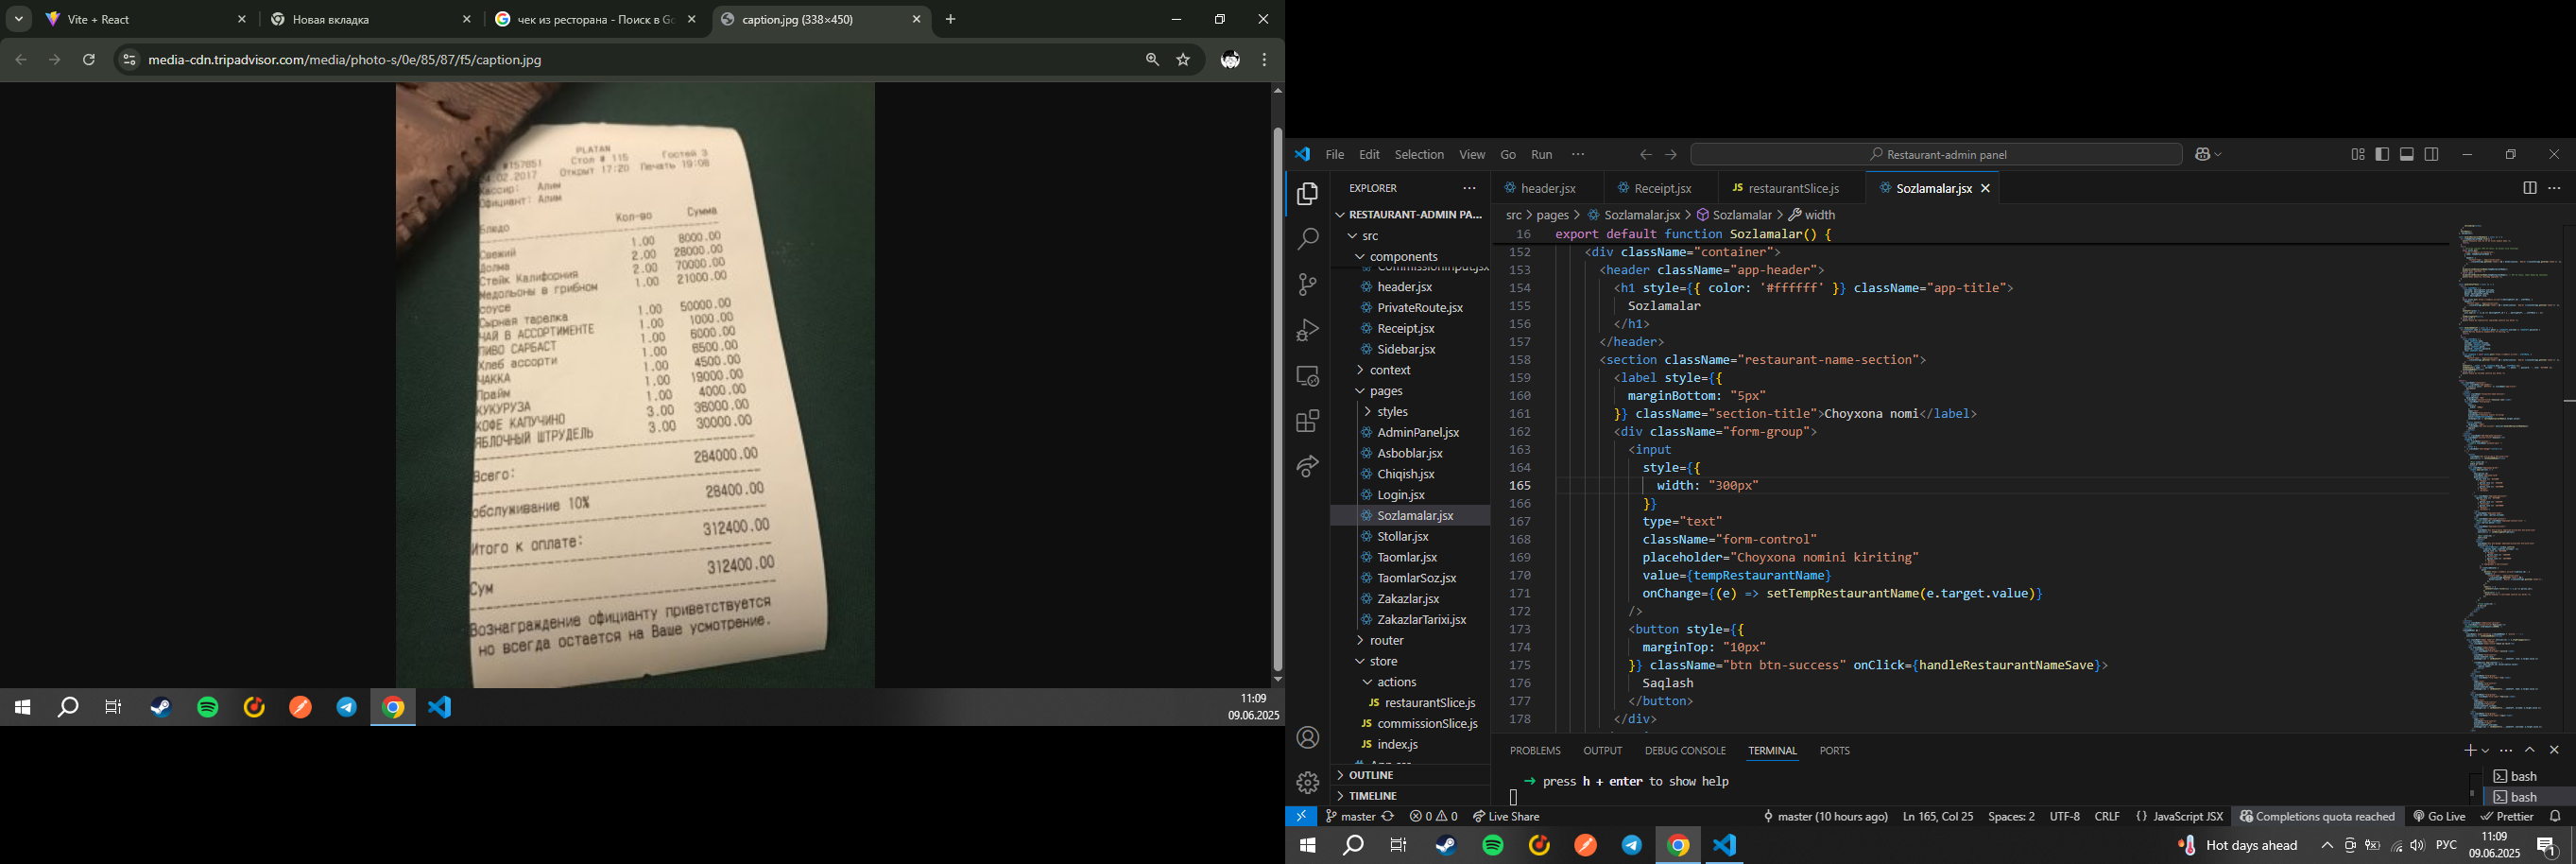 Vite + React
Новая вкладка
чек из ресторана - Поиск в Go
caption.jpg (338×450)
media-cdn.tripadvisor.com/media/photo-s/0e/85/87/f5/caption.jpg
PLATAN
#157851 Стол # 115 Гостей 3
.02.2017 Открыт 17:20 Печать 19:08
Кассир: Алим
Официант: Алим
Блюдо Кол-во Сумма
Свежий 1.00 8000.00
Долма 2.00 28000.00
Стейк Калифорния 2.00 70000.00
Медольоны в грибном 1.00 21000.00
соусе
Сырная тарелка 1.00 50000.00
ЧАЙ В АССОРТИМЕНТЕ 1.00 1000.00
ПИВО САРБАСТ 1.00 6000.00
Хлеб ассорти 1.00 6500.00
ЧАККА 1.00 4500.00
Прайм 1.00 19000.00
КУКУРУЗА 1.00 4000.00
КОФЕ КАПУЧИНО 3.00 36000.00
ЯБЛОЧНЫЙ ШТРУДЕЛЬ 3.00 30000.00
Всего: 284000.00
обслуживание 10% 28400.00
Итого к оплате: 312400.00
Сум 312400.00
Вознаграждение официанту приветствуется
но всегда остается на Ваше усмотрение.
11:09
09.06.2025
File Edit Selection View Go Run ···
Restaurant-admin panel
EXPLORER
header.jsx
Receipt.jsx
JS restaurantSlice.js
Sozlamalar.jsx
RESTAURANT-ADMIN PA...
src
components
CommissionInput.jsx
header.jsx
PrivateRoute.jsx
Receipt.jsx
Sidebar.jsx
context
pages
styles
AdminPanel.jsx
Asboblar.jsx
Chiqish.jsx
Login.jsx
Sozlamalar.jsx
Stollar.jsx
Taomlar.jsx
TaomlarSoz.jsx
Zakazlar.jsx
ZakazlarTarixi.jsx
router
store
actions
JS restaurantSlice.js
JS commissionSlice.js
JS index.js
OUTLINE
TIMELINE
src > pages > Sozlamalar.jsx > Sozlamalar > width
16 export default function Sozlamalar() {
152 <div className="container">
153 <header className="app-header">
154 <h1 style={{ color: '#ffffff' }} className="app-title">
155 Sozlamalar
156 </h1>
157 </header>
158 <section className="restaurant-name-section">
159 <label style={{
160 marginBottom: "5px"
161 }} className="section-title">Choyxona nomi</label>
162 <div className="form-group">
163 <input
164 style={{
165 width: "300px"
166 }}
167 type="text"
168 className="form-control"
169 placeholder="Choyxona nomini kiriting"
170 value={tempRestaurantName}
171 onChange={(e) => setTempRestaurantName(e.target.value)}
172 />
173 <button style={{
174 marginTop: "10px"
175 }} className="btn btn-success" onClick={handleRestaurantNameSave}>
176 Saqlash
177 </button>
178 </div>
PROBLEMS OUTPUT DEBUG CONSOLE TERMINAL PORTS
➜ press h + enter to show help
bash
bash
master 0 0 Live Share
master (10 hours ago) Ln 165, Col 25 Spaces: 2 UTF-8 CRLF {} JavaScript JSX Completions quota reached Go Live Prettier
Hot days ahead
РУС
11:09
09.06.2025
1